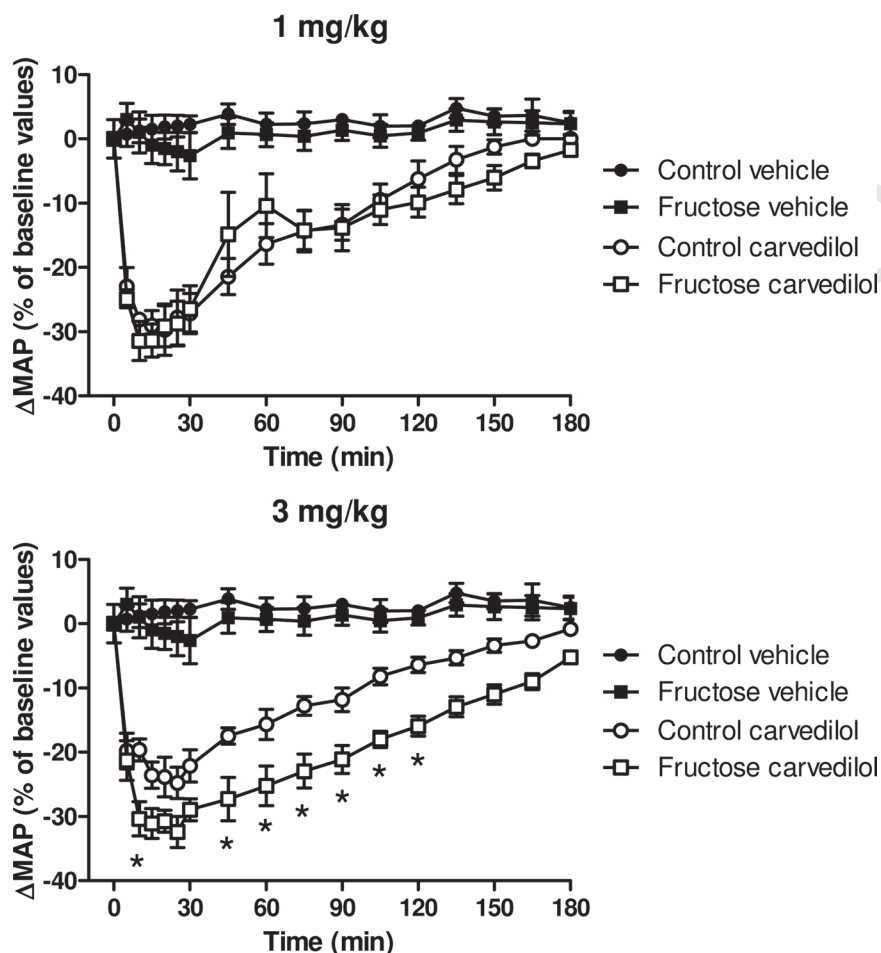 1 mg/kg
ΔMAP (% of baseline values)
10
0
-10
-20
-30
-40
0 30 60 90 120 150 180
Time (min)
Control vehicle
Fructose vehicle
Control carvedilol
Fructose carvedilol
3 mg/kg
ΔMAP (% of baseline values)
10
0
-10
-20
-30
-40
* * * * * * *
0 30 60 90 120 150 180
Time (min)
Control vehicle
Fructose vehicle
Control carvedilol
Fructose carvedilol